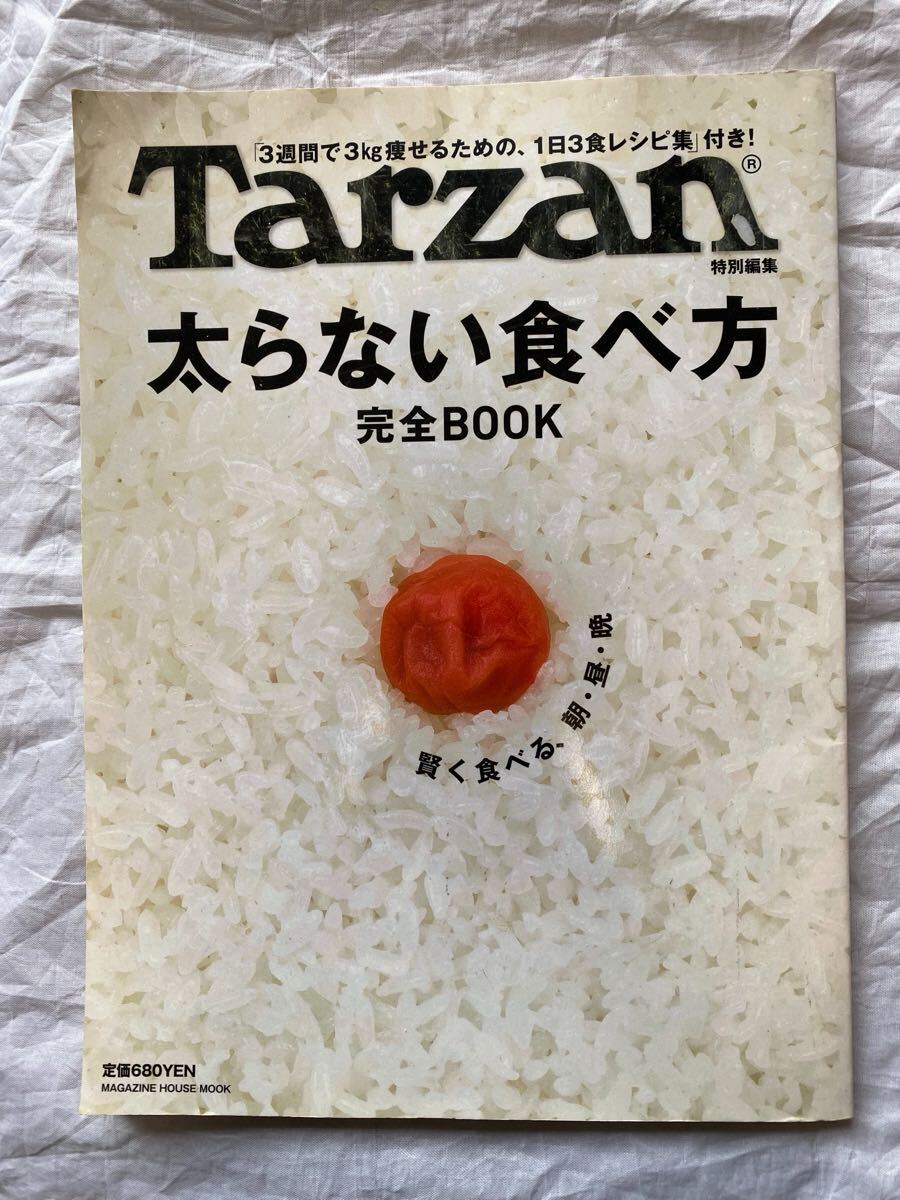 「3週間で3kg痩せるための、1日3食レシピ集」付き!
Tarzan®
特別編集
太らない食べ方
完全BOOK
賢く食べる。朝・昼・晩
定価680YEN
MAGAZINE HOUSE MOOK